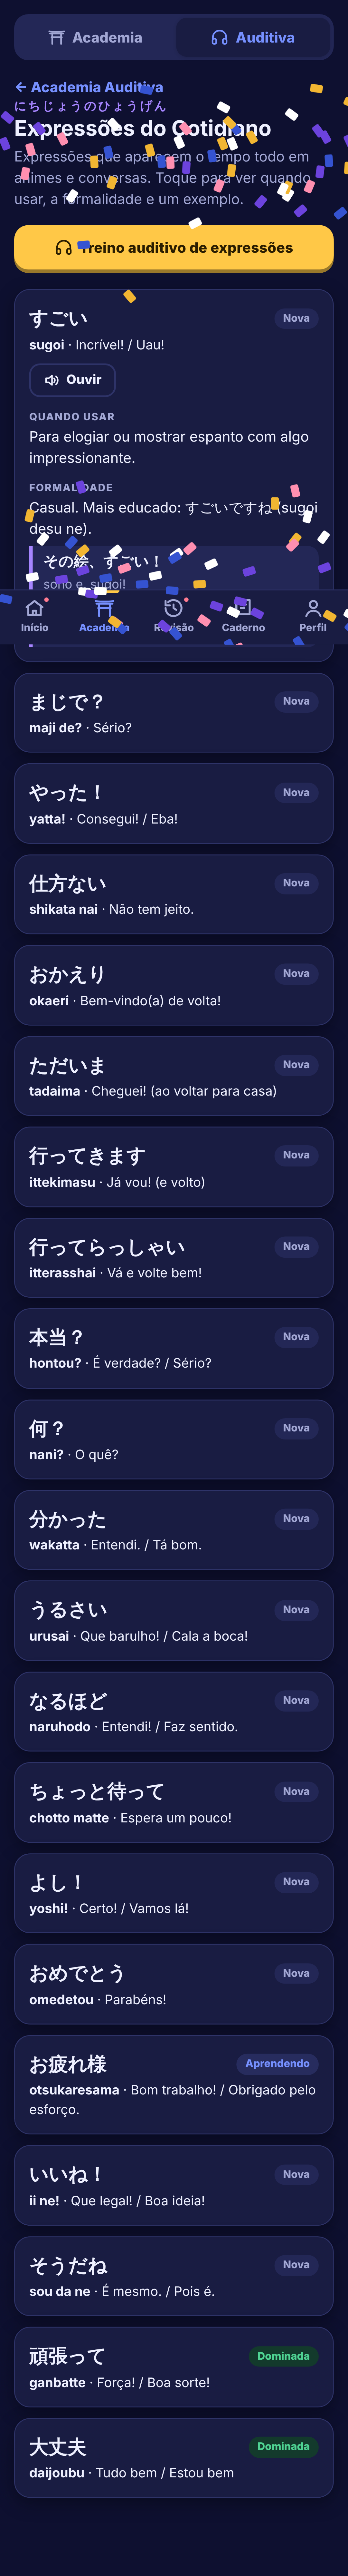 Academia
Auditiva
← Academia Auditiva
にちじょうのひょうげん
Expressões do Cotidiano
Expressões que aparecem o tempo todo em
animes e conversas. Toque para ver quando
usar, a formalidade e um exemplo.
Treino auditivo de expressões
すごい
Nova
sugoi · Incrível! / Uau!
Ouvir
QUANDO USAR
Para elogiar ou mostrar espanto com algo
impressionante.
FORMALIDADE
Casual. Mais educado: すごいですね (sugoi
desu ne).
その絵、すごい！
sono e, sugoi!
Início
Academia
Revisão
Caderno
Perfil
まじで？
Nova
maji de? · Sério?
やった！
Nova
yatta! · Consegui! / Eba!
仕方ない
Nova
shikata nai · Não tem jeito.
おかえり
Nova
okaeri · Bem-vindo(a) de volta!
ただいま
Nova
tadaima · Cheguei! (ao voltar para casa)
行ってきます
Nova
ittekimasu · Já vou! (e volto)
行ってらっしゃい
Nova
itterasshai · Vá e volte bem!
本当？
Nova
hontou? · É verdade? / Sério?
何？
Nova
nani? · O quê?
分かった
Nova
wakatta · Entendi. / Tá bom.
うるさい
Nova
urusai · Que barulho! / Cala a boca!
なるほど
Nova
naruhodo · Entendi! / Faz sentido.
ちょっと待って
Nova
chotto matte · Espera um pouco!
よし！
Nova
yoshi! · Certo! / Vamos lá!
おめでとう
Nova
omedetou · Parabéns!
お疲れ様
Aprendendo
otsukaresama · Bom trabalho! / Obrigado pelo
esforço.
いいね！
Nova
ii ne! · Que legal! / Boa ideia!
そうだね
Nova
sou da ne · É mesmo. / Pois é.
頑張って
Dominada
ganbatte · Força! / Boa sorte!
大丈夫
Dominada
daijoubu · Tudo bem / Estou bem